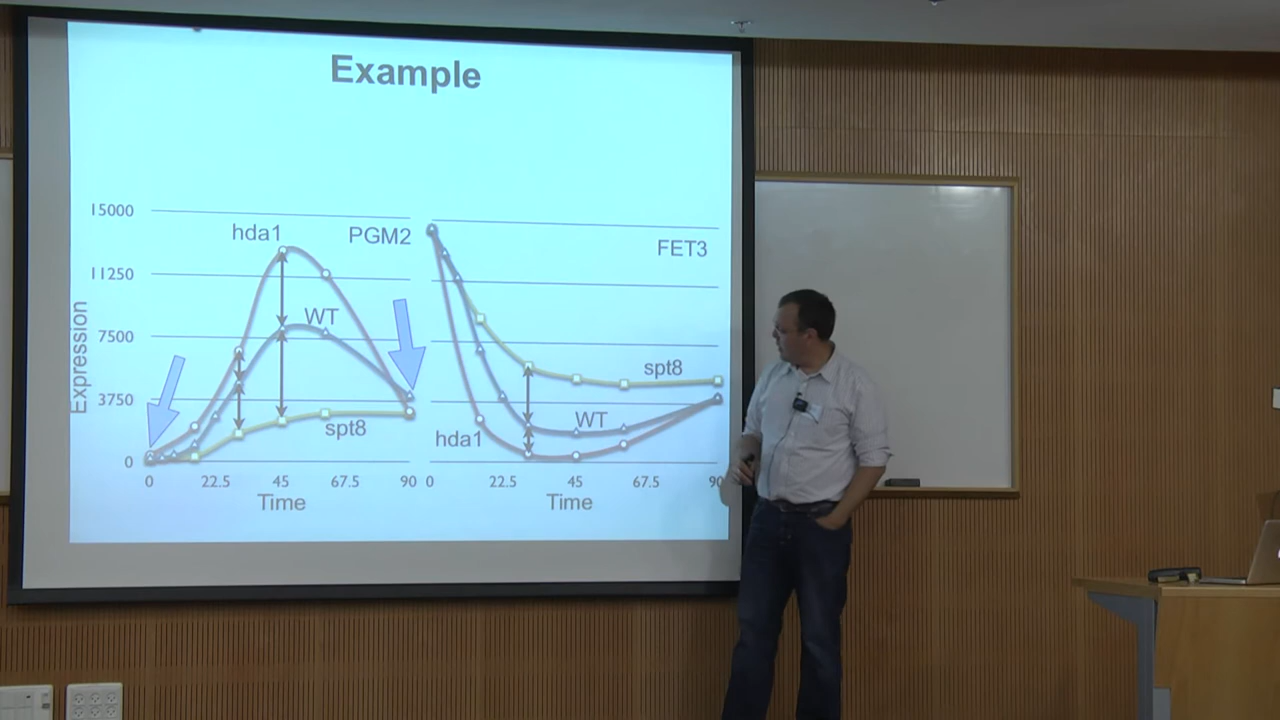 Example
15000
11250
7500
3750
0
Expression
hda1
PGM2
WT
spt8
0 22.5 45 67.5 90
Time
FET3
spt8
WT
hda1
0 22.5 45 67.5 90
Time